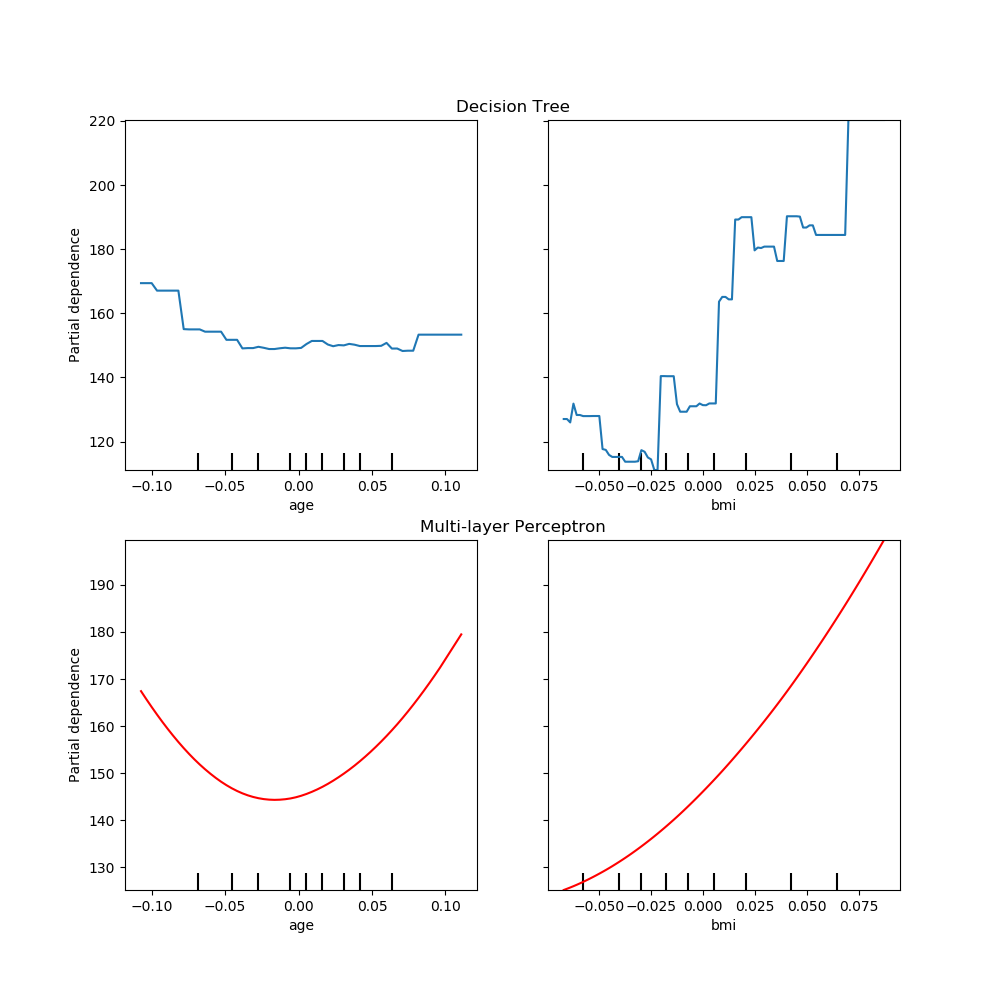 Decision Tree
220
200
180
160
140
120
Partial dependence
−0.10 −0.05 0.00 0.05 0.10
age
−0.050 −0.025 0.000 0.025 0.050 0.075
bmi
Multi-layer Perceptron
190
180
170
160
150
140
130
Partial dependence
−0.10 −0.05 0.00 0.05 0.10
age
−0.050 −0.025 0.000 0.025 0.050 0.075
bmi